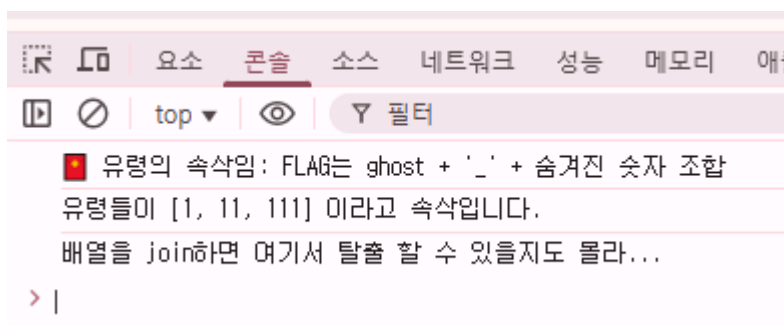 요소 콘솔 소스 네트워크 성능 메모리
top ▼ 필터
🧧 유령의 속삭임: FLAG는 ghost + '_' + 숨겨진 숫자 조합
유령들이 [1, 11, 111] 이라고 속삭입니다.
배열을 join하면 여기서 탈출 할 수 있을지도 몰라...
>